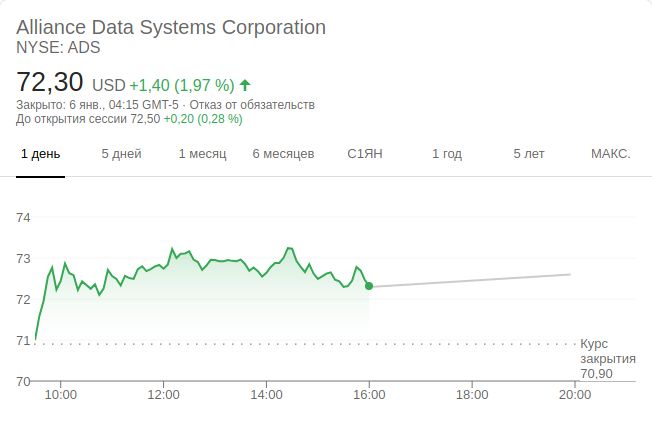 Alliance Data Systems Corporation
NYSE: ADS
72,30 USD +1,40 (1,97 %)
Закрыто: 6 янв., 04:15 GMT-5 · Отказ от обязательств
До открытия сессии 72,50 +0,20 (0,28 %)
1 день 5 дней 1 месяц 6 месяцев С1ЯН 1 год 5 лет МАКС.
74
73
72
71
Курс
закрытия
70,90
70
10:00 12:00 14:00 16:00 18:00 20:00